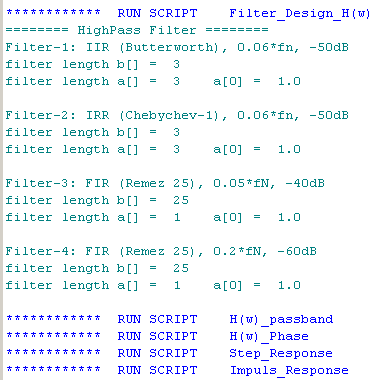 ************  RUN SCRIPT    Filter_Design_H(w)
======== HighPass Filter ========
Filter-1: IIR (Butterworth), 0.06*fn, -50dB
filter length b[] =  3
filter length a[] =  3    a[0] =  1.0
Filter-2: IRR (Chebychev-1), 0.06*fn, -50dB
filter length b[] =  3
filter length a[] =  3    a[0] =  1.0
Filter-3: FIR (Remez 25), 0.05*fN, -40dB
filter length b[] =  25
filter length a[] =  1    a[0] =  1.0
Filter-4: FIR (Remez 25), 0.2*fN, -60dB
filter length b[] =  25
filter length a[] =  1    a[0] =  1.0
************  RUN SCRIPT    H(w)_passband
************  RUN SCRIPT    H(w)_Phase
************  RUN SCRIPT    Step_Response
************  RUN SCRIPT    Impuls_Response